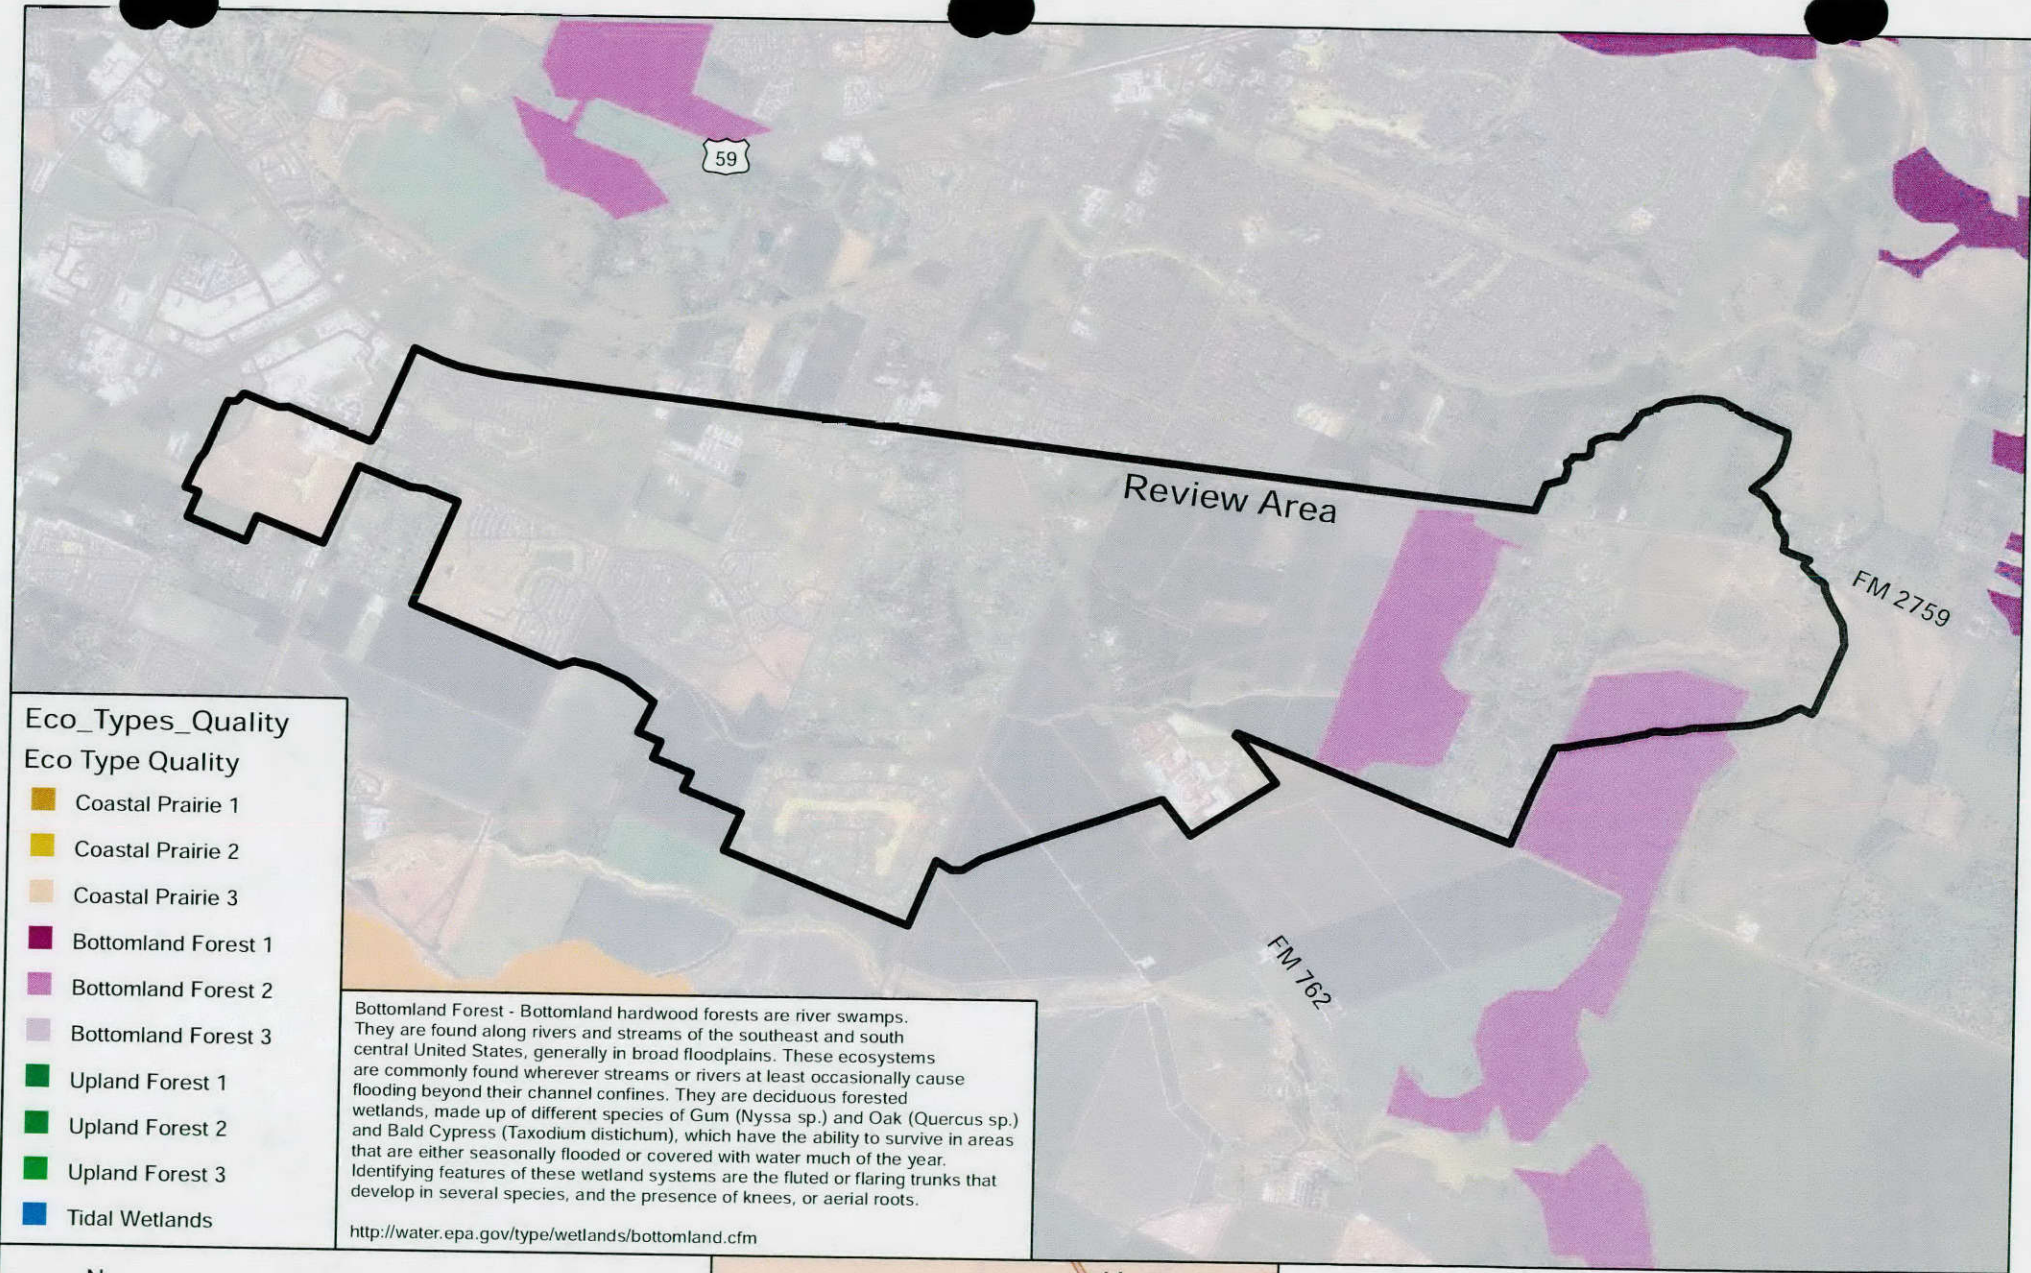 59
Review Area
FM 2759
FM 762
Eco_Types_Quality
Eco Type Quality
Coastal Prairie 1
Coastal Prairie 2
Coastal Prairie 3
Bottomland Forest 1
Bottomland Forest 2
Bottomland Forest 3
Upland Forest 1
Upland Forest 2
Upland Forest 3
Tidal Wetlands
Bottomland Forest - Bottomland hardwood forests are river swamps.
They are found along rivers and streams of the southeast and south
central United States, generally in broad floodplains. These ecosystems
are commonly found wherever streams or rivers at least occasionally cause
flooding beyond their channel confines. They are deciduous forested
wetlands, made up of different species of Gum (Nyssa sp.) and Oak (Quercus sp.)
and Bald Cypress (Taxodium distichum), which have the ability to survive in areas
that are either seasonally flooded or covered with water much of the year.
Identifying features of these wetland systems are the fluted or flaring trunks that
develop in several species, and the presence of knees, or aerial roots.
http://water.epa.gov/type/wetlands/bottomland.cfm